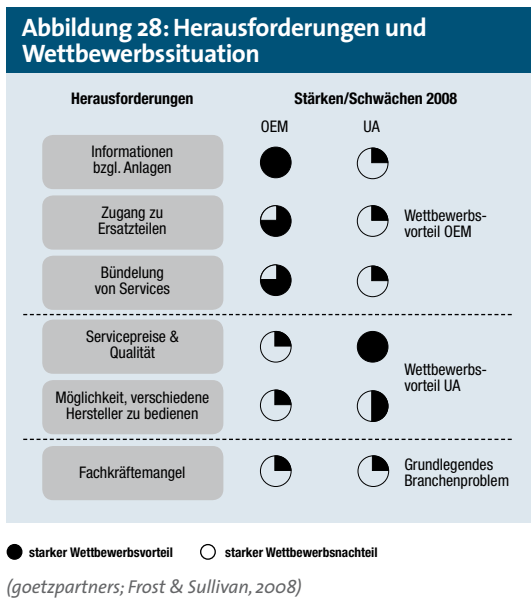 Abbildung 28: Herausforderungen und
Wettbewerbssituation
Herausforderungen
Stärken/Schwächen 2008
OEM
UA
Informationen
bzgl. Anlagen
Zugang zu
Ersatzteilen
Wettbewerbs-
vorteil OEM
Bündelung
von Services
Servicepreise &
Qualität
Wettbewerbs-
vorteil UA
Möglichkeit, verschiedene
Hersteller zu bedienen
Fachkräftemangel
Grundlegendes
Branchenproblem
starker Wettbewerbsvorteil
starker Wettbewerbsnachteil
(goetzpartners; Frost & Sullivan, 2008)